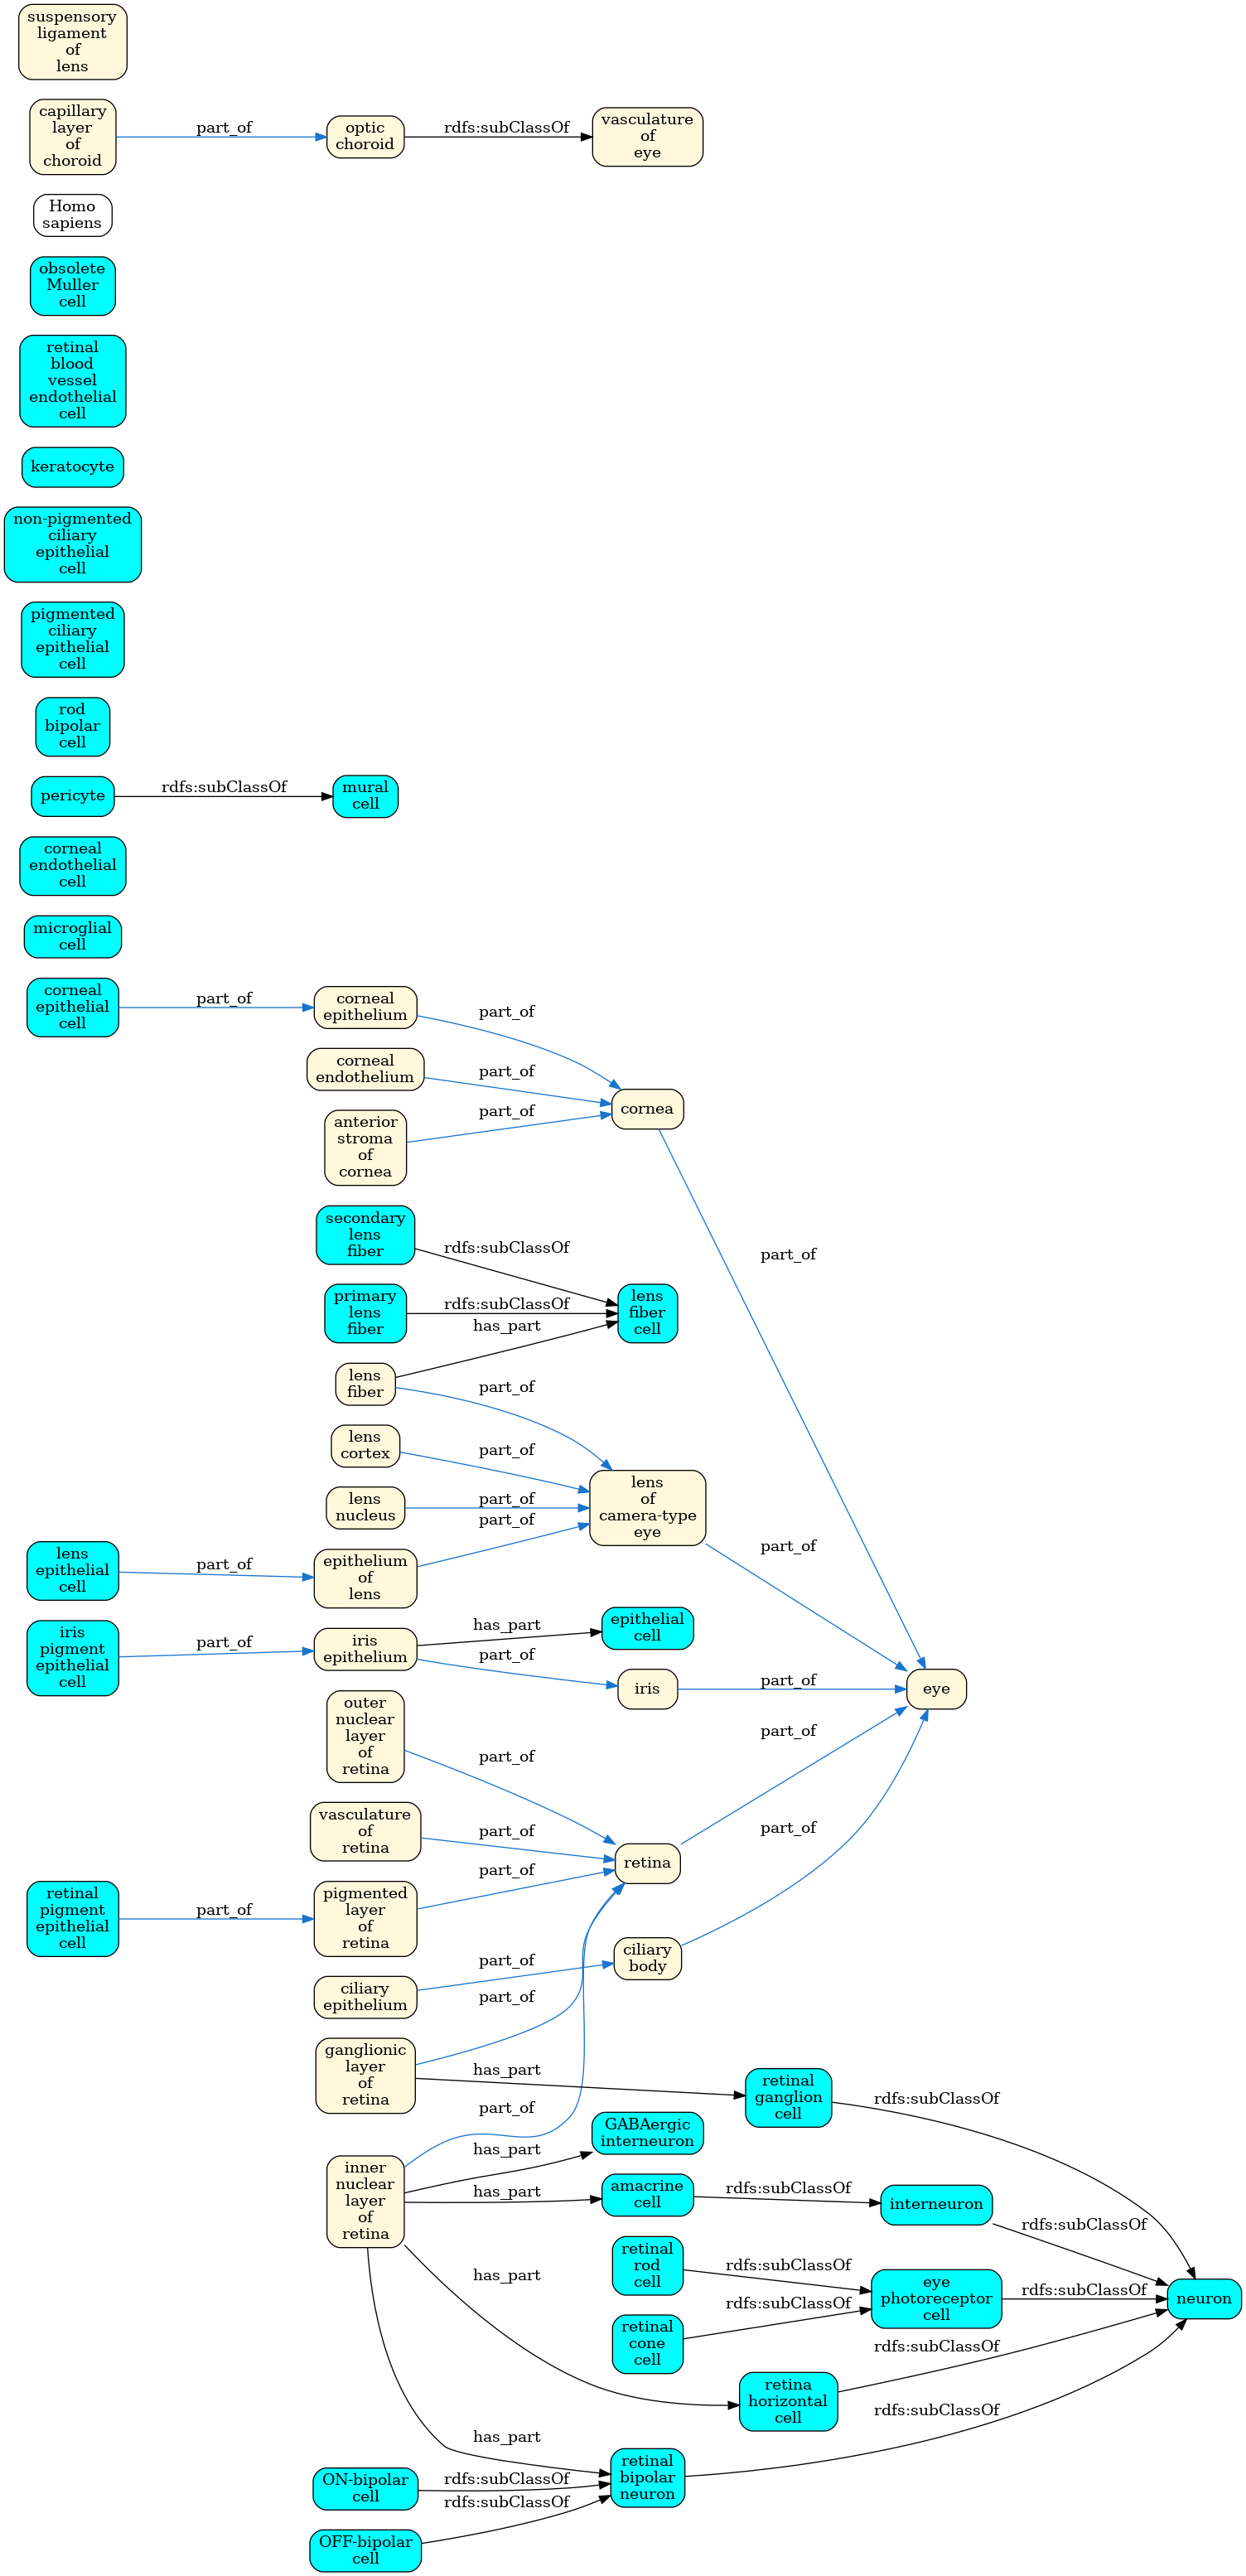 suspensory
ligament
of
lens
capillary
layer
of
choroid
part_of
optic
choroid
rdfs:subClassOf
vasculature
of
eye
Homo
sapiens
obsolete
Muller
cell
retinal
blood
vessel
endothelial
cell
keratocyte
non-pigmented
ciliary
epithelial
cell
pigmented
ciliary
epithelial
cell
rod
bipolar
cell
pericyte
rdfs:subClassOf
mural
cell
corneal
endothelial
cell
microglial
cell
corneal
epithelial
cell
part_of
corneal
epithelium
part_of
corneal
endothelium
part_of
anterior
stroma
of
cornea
part_of
cornea
part_of
secondary
lens
fiber
rdfs:subClassOf
primary
lens
fiber
rdfs:subClassOf
lens
fiber
cell
has_part
lens
fiber
part_of
lens
cortex
part_of
lens
nucleus
part_of
lens
of
camera-type
eye
part_of
lens
epithelial
cell
part_of
epithelium
of
lens
part_of
iris
pigment
epithelial
cell
part_of
iris
epithelium
has_part
epithelial
cell
part_of
iris
part_of
eye
outer
nuclear
layer
of
retina
part_of
vasculature
of
retina
part_of
retina
part_of
retinal
pigment
epithelial
cell
part_of
pigmented
layer
of
retina
part_of
ciliary
epithelium
part_of
ciliary
body
part_of
ganglionic
layer
of
retina
part_of
has_part
retinal
ganglion
cell
rdfs:subClassOf
inner
nuclear
layer
of
retina
part_of
has_part
GABAergic
interneuron
has_part
amacrine
cell
rdfs:subClassOf
interneuron
rdfs:subClassOf
retinal
rod
cell
rdfs:subClassOf
retinal
cone
cell
rdfs:subClassOf
eye
photoreceptor
cell
rdfs:subClassOf
neuron
has_part
retina
horizontal
cell
rdfs:subClassOf
has_part
retinal
bipolar
neuron
rdfs:subClassOf
ON-bipolar
cell
rdfs:subClassOf
OFF-bipolar
cell
rdfs:subClassOf